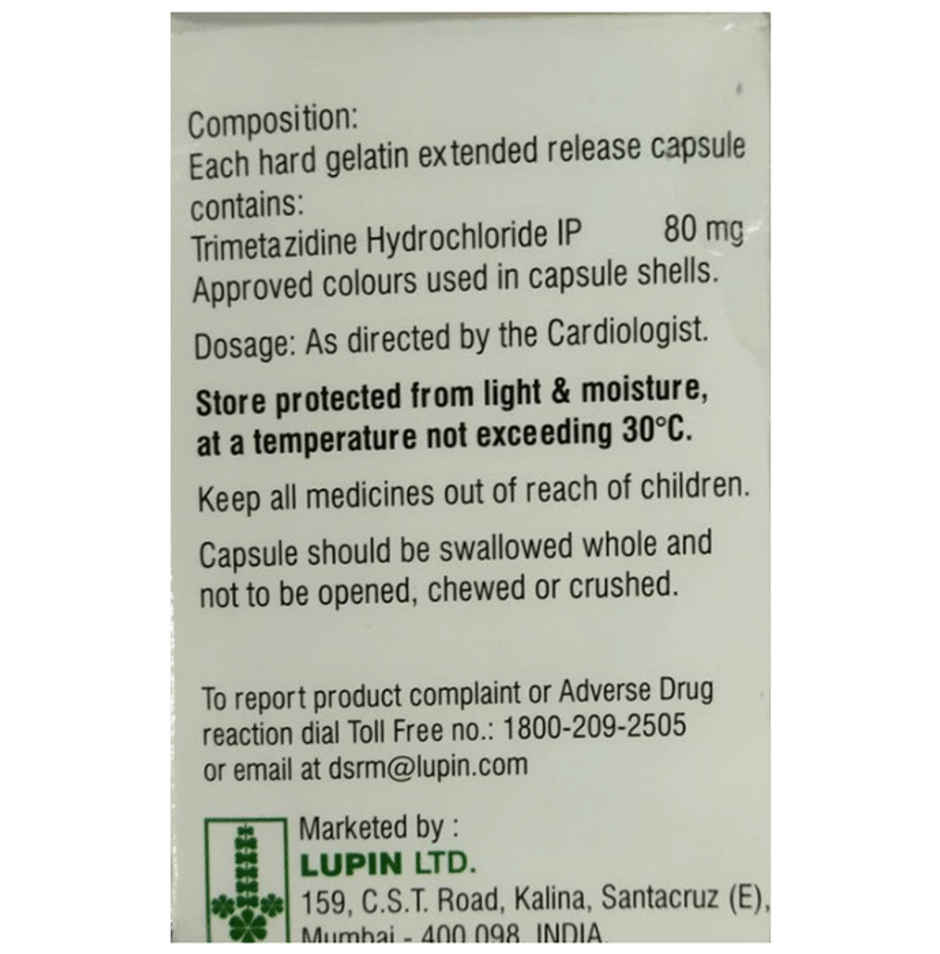 Composition:
Each hard gelatin extended release capsule
contains:
Trimetazidine Hydrochloride IP 80 mg
Approved colours used in capsule shells.
Dosage: As directed by the Cardiologist.
Store protected from light & moisture,
at a temperature not exceeding 30°C.
Keep all medicines out of reach of children.
Capsule should be swallowed whole and
not to be opened, chewed or crushed.
To report product complaint or Adverse Drug
reaction dial Toll Free no.: 1800-209-2505
or email at dsrm@lupin.com
Marketed by :
LUPIN LTD.
159, C.S.T. Road, Kalina, Santacruz (E),
Mumbai - 400 098. INDIA